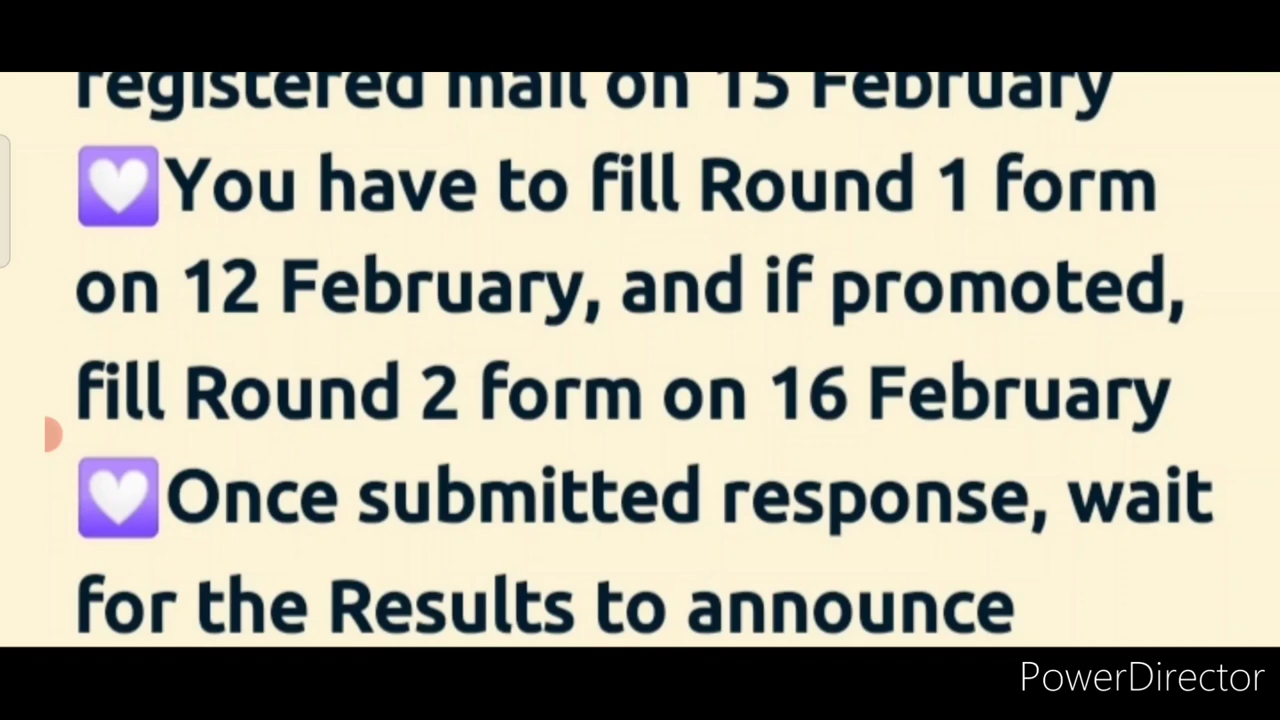 registered mail on 15 February
💟You have to fill Round 1 form
on 12 February, and if promoted,
fill Round 2 form on 16 February
💟Once submitted response, wait
for the Results to announce
PowerDirector